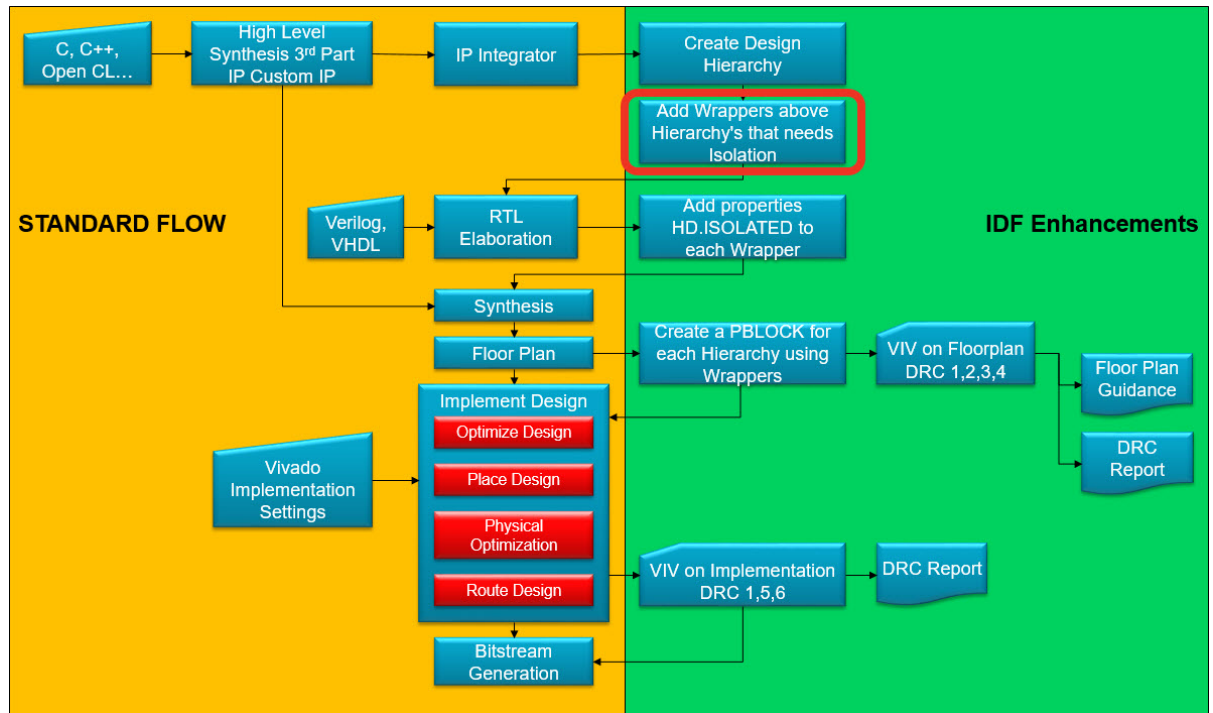 C, C++,
Open CL...
High Level
Synthesis 3rd Part
IP Custom IP
IP Integrator
Create Design
Hierarchy
Add Wrappers above
Hierarchy's that needs
Isolation
STANDARD FLOW
Verilog,
VHDL
RTL
Elaboration
Add properties
HD.ISOLATED to
each Wrapper
IDF Enhancements
Synthesis
Floor Plan
Create a PBLOCK for
each Hierarchy using
Wrappers
VIV on Floorplan
DRC 1,2,3,4
Floor Plan
Guidance
DRC
Report
Implement Design
Optimize Design
Place Design
Physical
Optimization
Route Design
Vivado
Implementation
Settings
VIV on Implementation
DRC 1,5,6
DRC Report
Bitstream
Generation